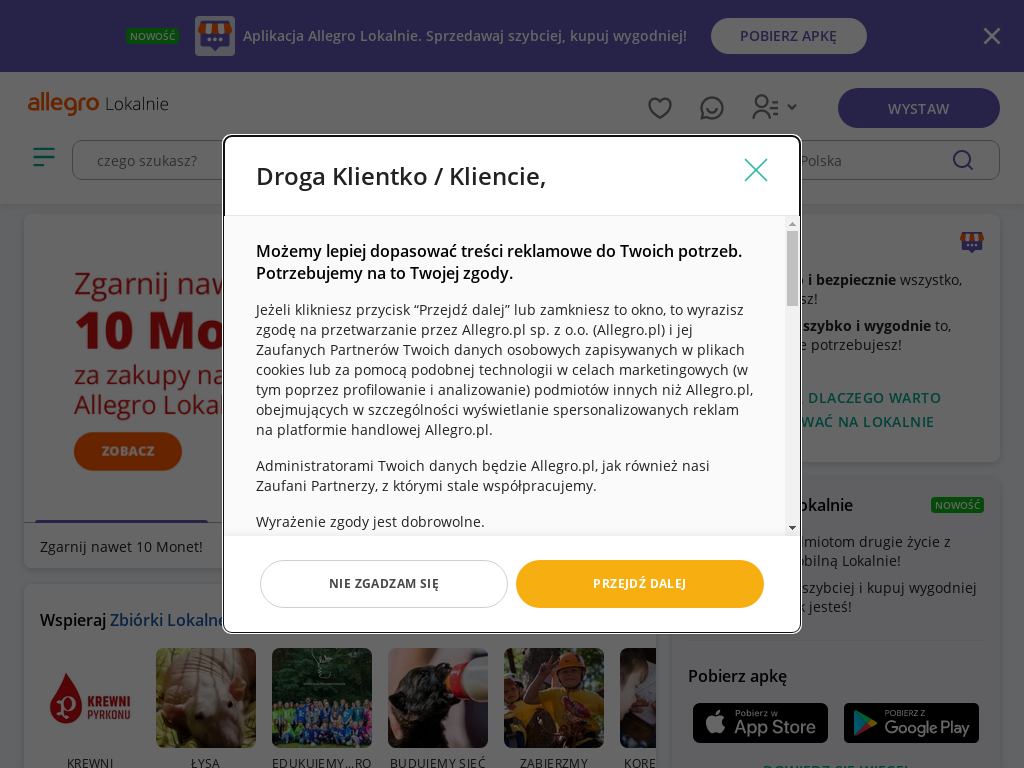 NOWOŚĆ
Aplikacja Allegro Lokalnie. Sprzedawaj szybciej, kupuj wygodniej!
POBIERZ APKĘ
allegro Lokalnie
WYSTAW
czego szukasz?
Polska
Droga Klientko / Kliencie,
Możemy lepiej dopasować treści reklamowe do Twoich potrzeb.
Potrzebujemy na to Twojej zgody.
Jeżeli klikniesz przycisk “Przejdź dalej” lub zamkniesz to okno, to wyrazisz
zgodę na przetwarzanie przez Allegro.pl sp. z o.o. (Allegro.pl) i jej
Zaufanych Partnerów Twoich danych osobowych zapisywanych w plikach
cookies lub za pomocą podobnej technologii w celach marketingowych (w
tym poprzez profilowanie i analizowanie) podmiotów innych niż Allegro.pl,
obejmujących w szczególności wyświetlanie spersonalizowanych reklam
na platformie handlowej Allegro.pl.
Administratorami Twoich danych będzie Allegro.pl, jak również nasi
Zaufani Partnerzy, z którymi stale współpracujemy.
Wyrażenie zgody jest dobrowolne.
NIE ZGADZAM SIĘ
PRZEJDŹ DALEJ
Zgarnij
10
za zakupy na
Allegro
ZOBACZ
Zgarnij nawet 10 Monet!
i bezpiecznie wszystko,
szybko i wygodnie to,
potrzebujesz!
DLACZEGO WARTO
NA LOKALNIE
NOWOŚĆ
drugie życie z
Lokalnie!
szybciej i kupuj wygodniej
jesteś!
Wspieraj Zbiórki Lokalne
KREWNI
PYRKONU
KREWNI
ŁYSA
EDUKUJEMY...RO
BUDUJEMY SIEĆ
ZABIERZMY
Pobierz apkę
Pobierz w
App Store
POBIERZ Z
Google Play